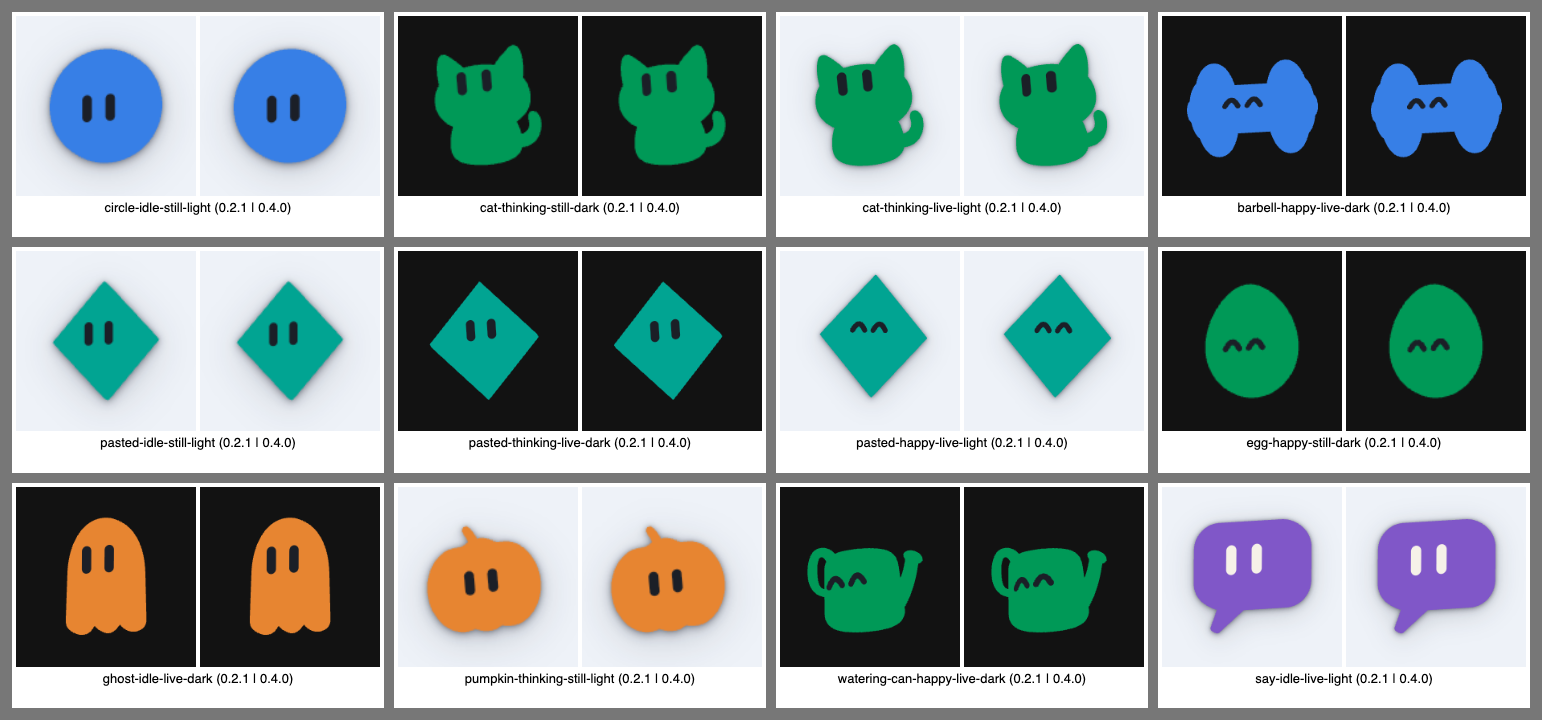 circle-idle-still-light (0.2.1 | 0.4.0)
cat-thinking-still-dark (0.2.1 | 0.4.0)
cat-thinking-live-light (0.2.1 | 0.4.0)
barbell-happy-live-dark (0.2.1 | 0.4.0)
pasted-idle-still-light (0.2.1 | 0.4.0)
pasted-thinking-live-dark (0.2.1 | 0.4.0)
pasted-happy-live-light (0.2.1 | 0.4.0)
egg-happy-still-dark (0.2.1 | 0.4.0)
ghost-idle-live-dark (0.2.1 | 0.4.0)
pumpkin-thinking-still-light (0.2.1 | 0.4.0)
watering-can-happy-live-dark (0.2.1 | 0.4.0)
say-idle-live-light (0.2.1 | 0.4.0)